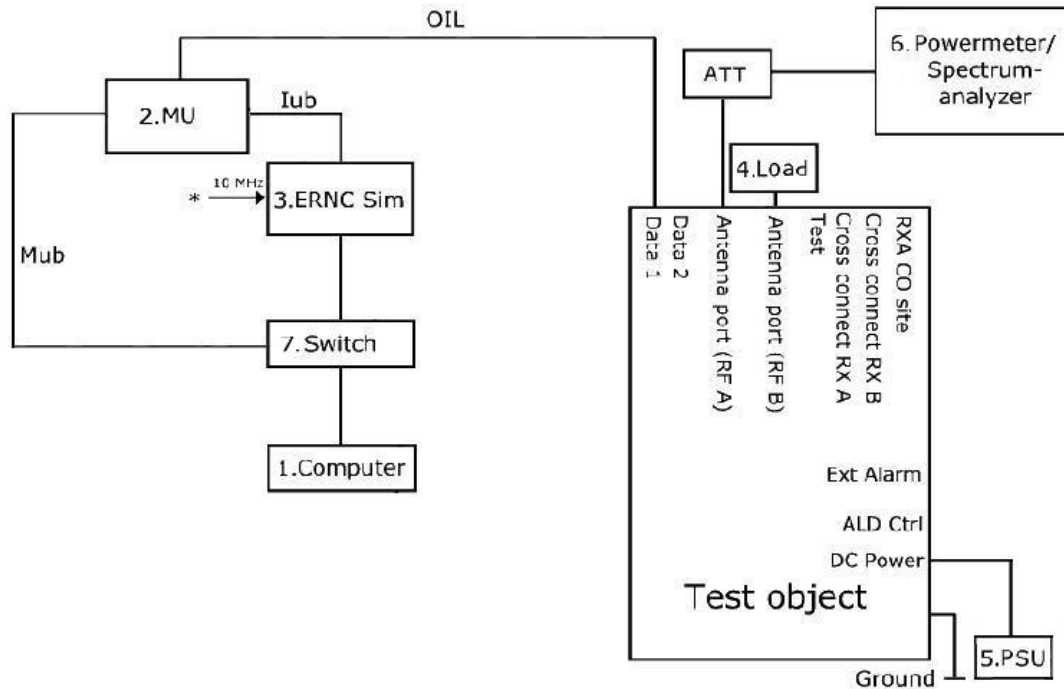 OIL
6. Powermeter/
Spectrum-
analyzer
ATT
2.MU
Iub
4.Load
* 10 MHz
3.ERNC Sim
Mub
7. Switch
1.Computer
Data 1
Data 2
Antenna port (RF A)
Antenna port (RF B)
Test
Cross connect RX A
Cross connect RX B
RXA CO site
Ext Alarm
ALD Ctrl
DC Power
Test object
5.PSU
Ground